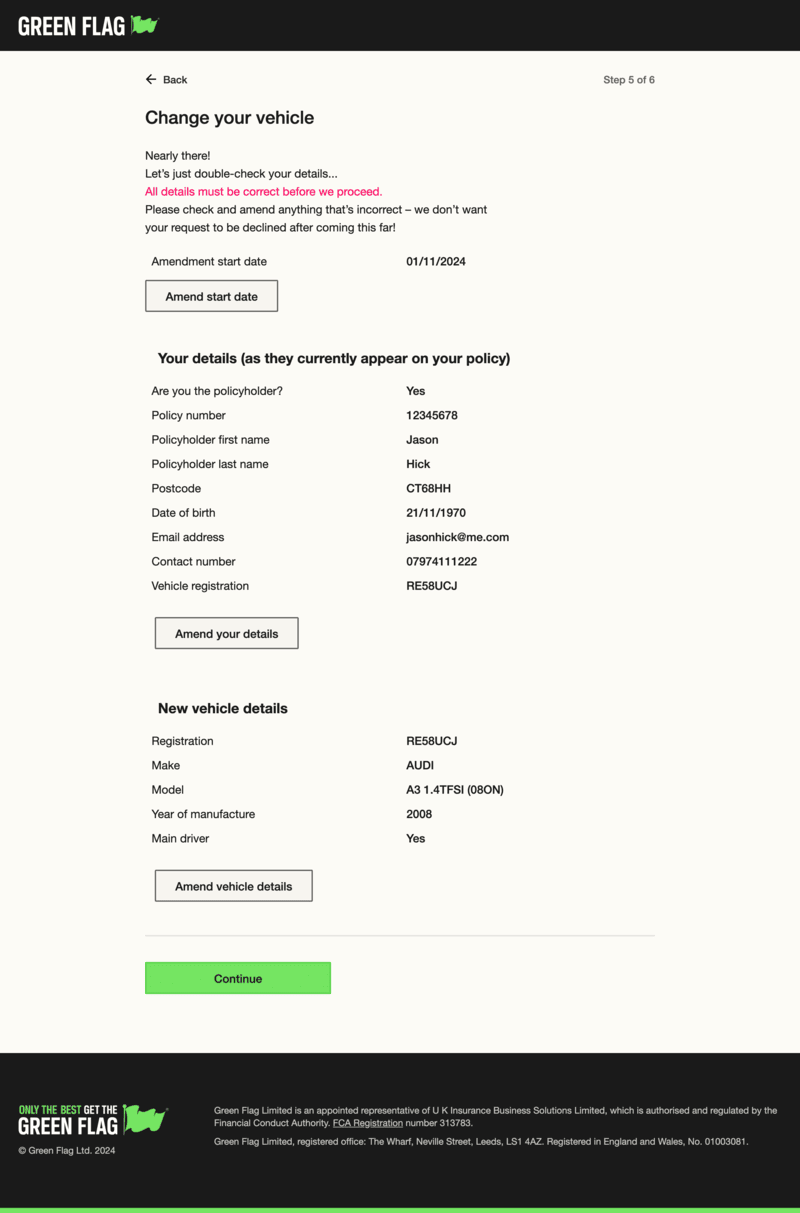 GREEN FLAG
Back
Step 5 of 6
Change your vehicle
Nearly there!
Let's just double-check your details...
All details must be correct before we proceed.
Please check and amend anything that's incorrect – we don't want
your request to be declined after coming this far!
Amendment start date 01/11/2024
Amend start date
Your details (as they currently appear on your policy)
Are you the policyholder? Yes
Policy number 12345678
Policyholder first name Jason
Policyholder last name Hick
Postcode CT68HH
Date of birth 21/11/1970
Email address jasonhick@me.com
Contact number 07974111222
Vehicle registration RE58UCJ
Amend your details
New vehicle details
Registration RE58UCJ
Make AUDI
Model A3 1.4TFSI (08ON)
Year of manufacture 2008
Main driver Yes
Amend vehicle details
Continue
ONLY THE BEST GET THE
GREEN FLAG
© Green Flag Ltd. 2024
Green Flag Limited is an appointed representative of U K Insurance Business Solutions Limited, which is authorised and regulated by the
Financial Conduct Authority. FCA Registration number 313783.
Green Flag Limited, registered office: The Wharf, Neville Street, Leeds, LS1 4AZ. Registered in England and Wales, No. 01003081.